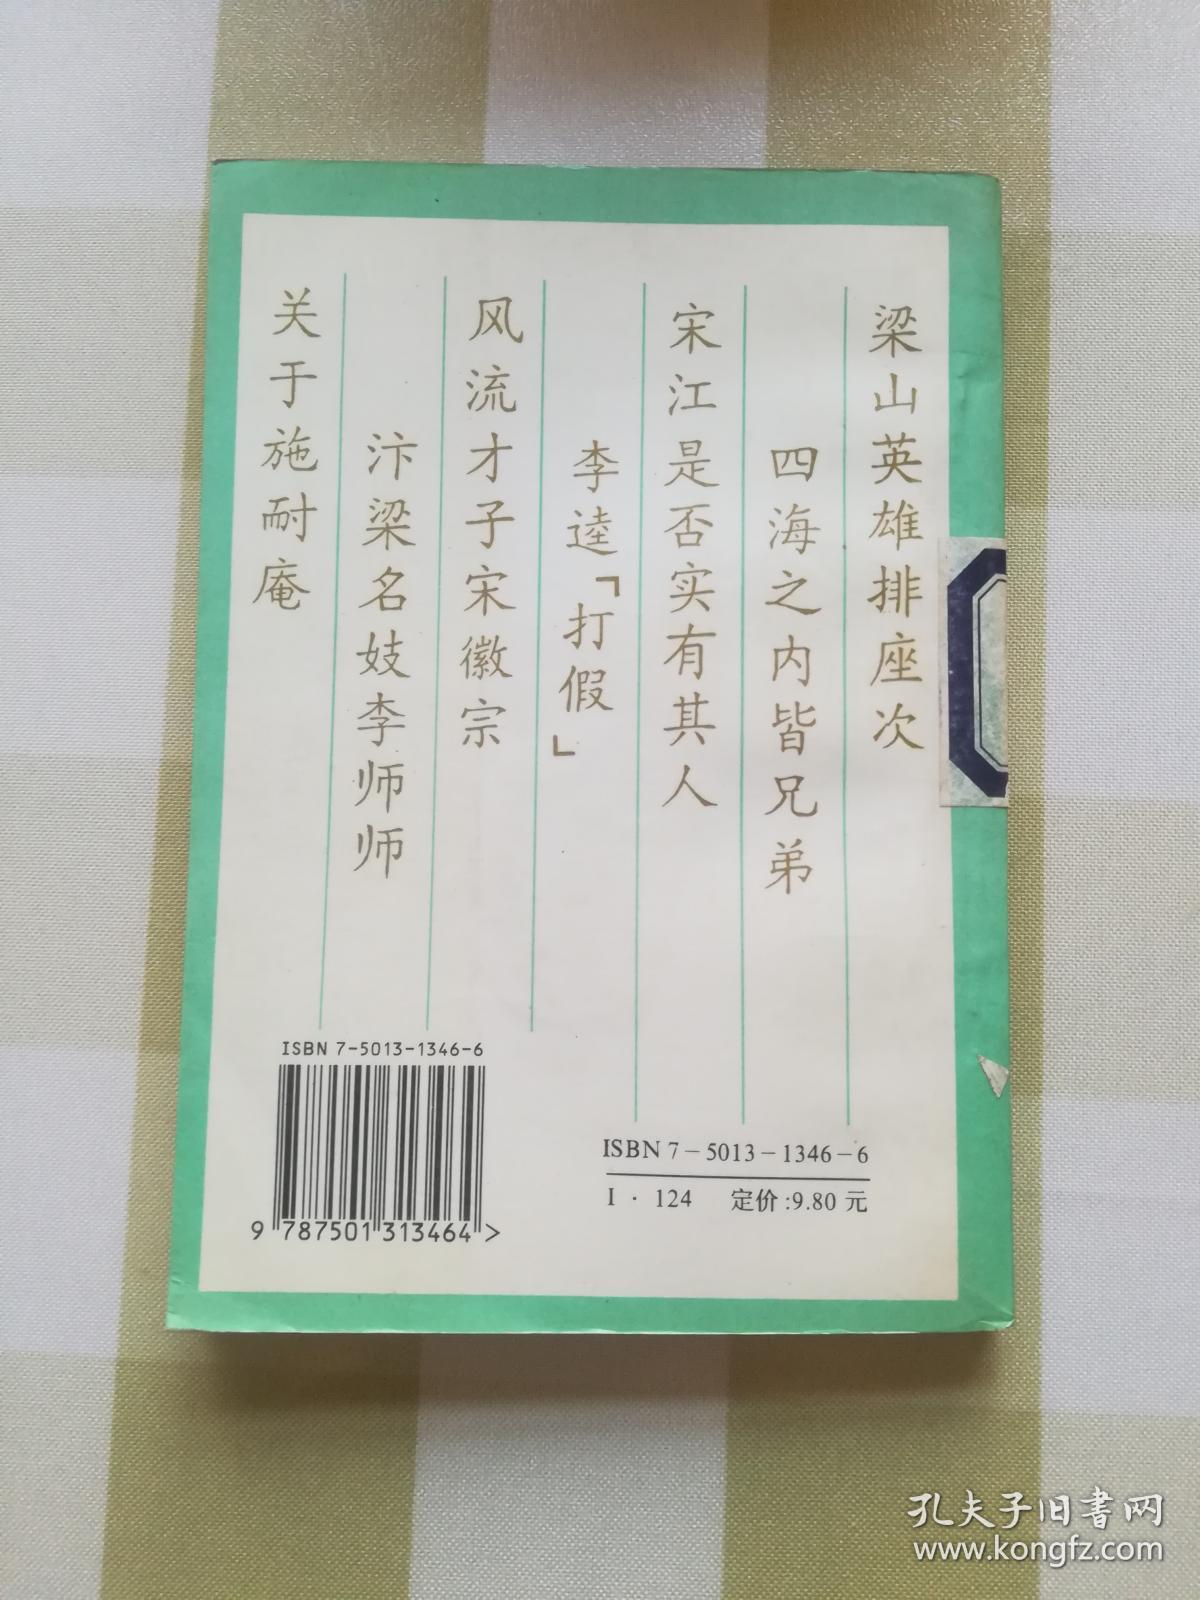 梁山英雄排座次
四海之内皆兄弟
宋江是否实有其人
李逵「打假」
风流才子宋徽宗
汴梁名妓李师师
关于施耐庵
ISBN 7-5013-1346-6
9 787501 313464 >
ISBN 7-5013-1346-6
I·124 定价:9.80元
孔夫子旧书网
www.kongfz.com